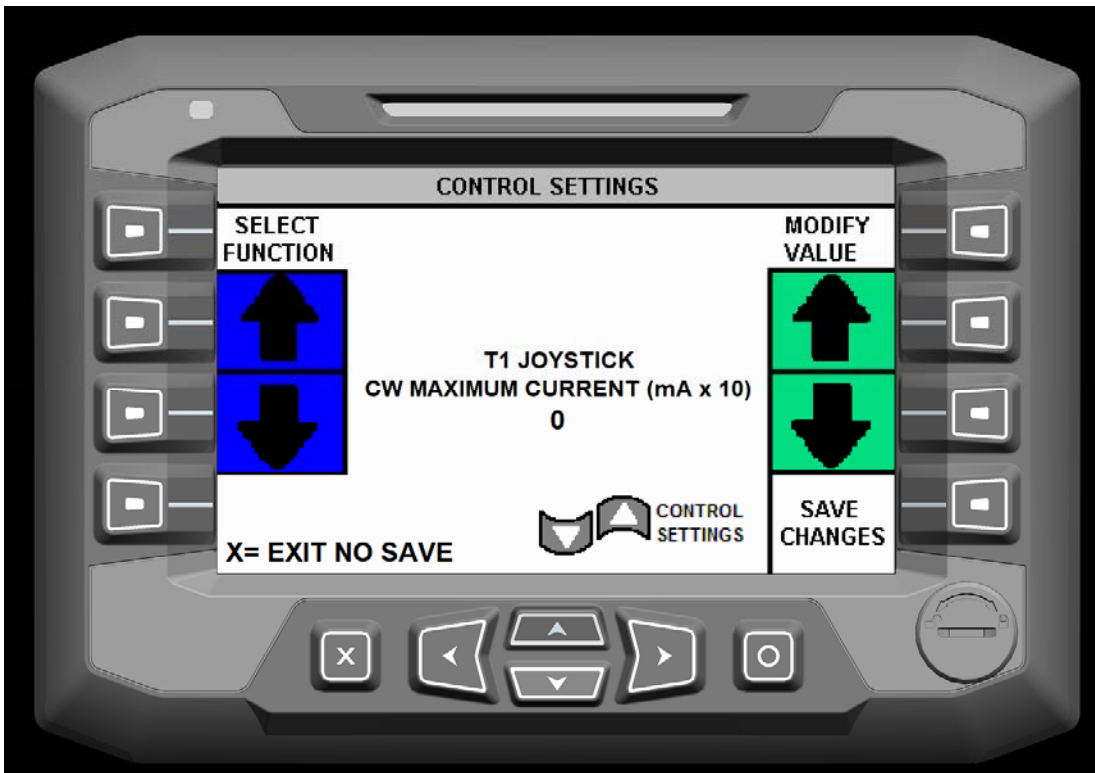 CONTROL SETTINGS
SELECT
FUNCTION
MODIFY
VALUE
T1 JOYSTICK
CW MAXIMUM CURRENT (mA x 10)
0
CONTROL
SETTINGS
SAVE
CHANGES
X= EXIT NO SAVE
X
O